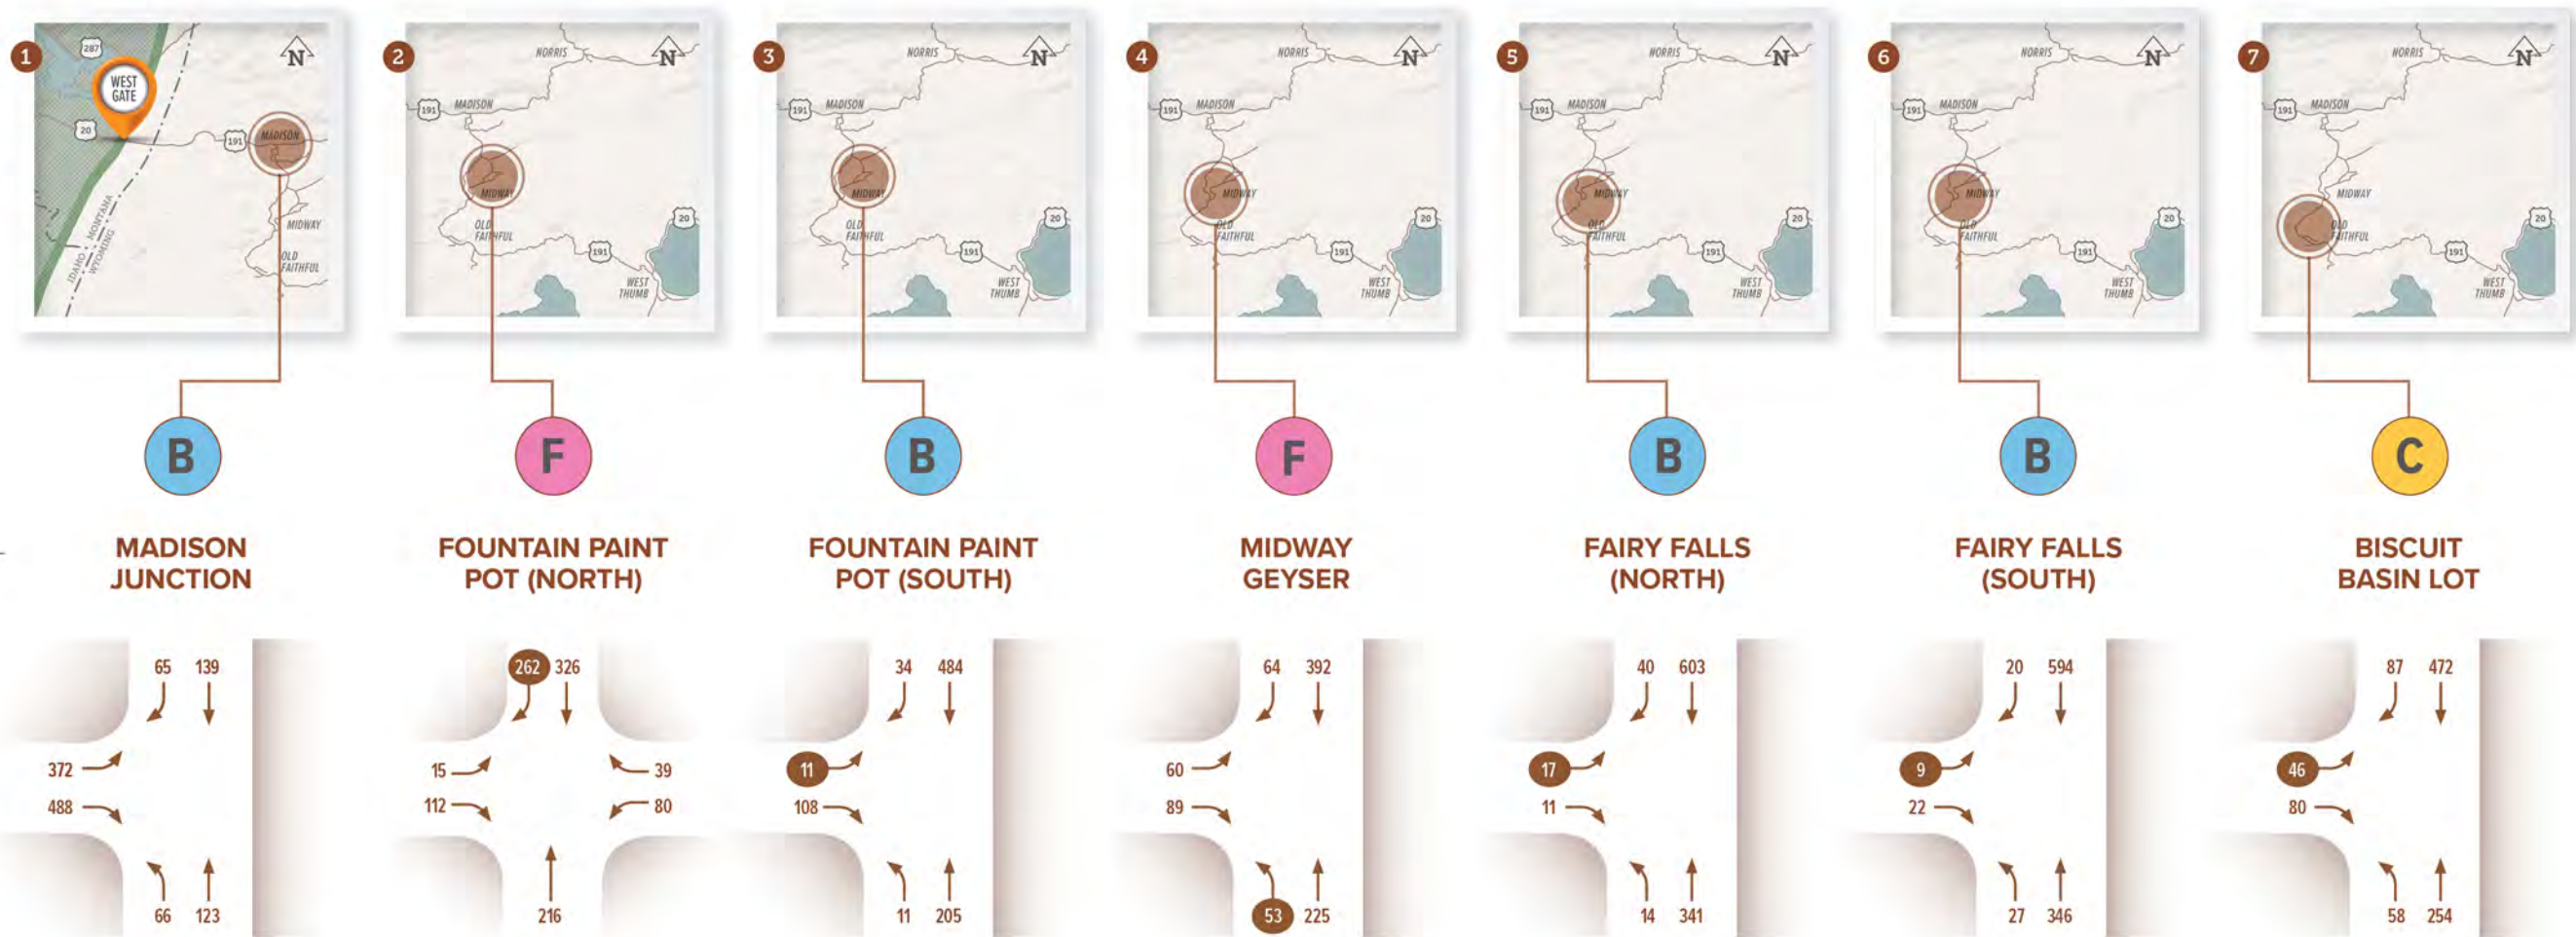 1
287
WEST
GATE
20
N
191
MADISON
MONTANA
IDAHO
WYOMING
MIDWAY
OLD
FAITHFUL
2
NORRIS
N
191
MADISON
MIDWAY
OLD
FAITHFUL
20
191
WEST
THUMB
3
NORRIS
N
191
MADISON
MIDWAY
OLD
FAITHFUL
20
191
WEST
THUMB
4
NORRIS
N
191
MADISON
MIDWAY
OLD
FAITHFUL
20
191
WEST
THUMB
5
NORRIS
N
191
MADISON
MIDWAY
OLD
FAITHFUL
20
191
WEST
THUMB
6
NORRIS
N
191
MADISON
MIDWAY
OLD
FAITHFUL
20
191
WEST
THUMB
7
NORRIS
N
191
MADISON
MIDWAY
OLD
FAITHFUL
20
191
WEST
THUMB
B
F
B
F
B
B
C
MADISON
JUNCTION
FOUNTAIN PAINT
POT (NORTH)
FOUNTAIN PAINT
POT (SOUTH)
MIDWAY
GEYSER
FAIRY FALLS
(NORTH)
FAIRY FALLS
(SOUTH)
BISCUIT
BASIN LOT
65 139
372
488
66 123
262 326
15 39
112 80
216
34 484
11
108
11 205
64 392
60
89
53 225
40 603
17
11
14 341
20 594
9
22
27 346
87 472
46
80
58 254